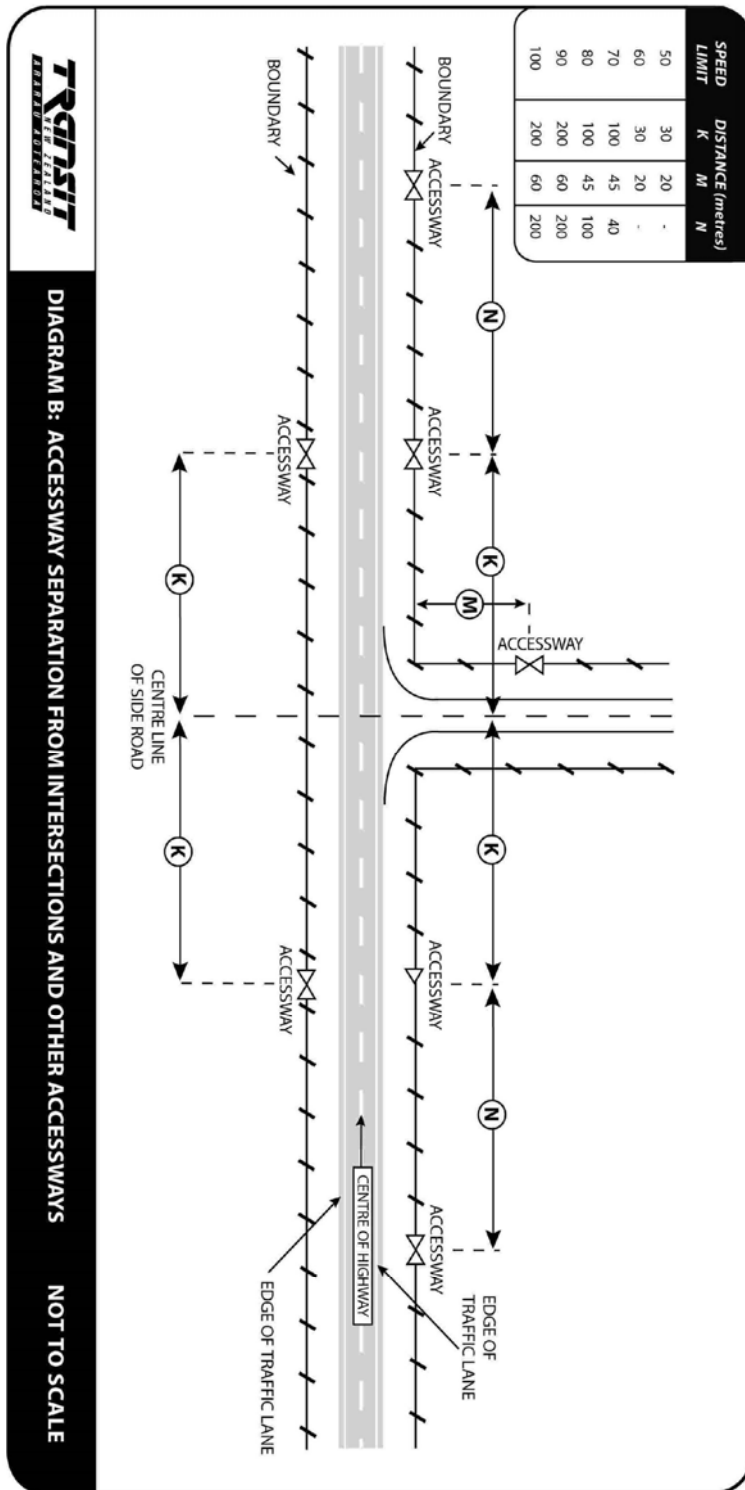 SPEED LIMIT DISTANCE (metres)
K M N
50 30 20 -
60 30 20 -
70 100 45 40
80 100 45 100
90 200 60 200
100 200 60 200
N K K N
M
ACCESSWAY
EDGE OF
TRAFFIC LANE
BOUNDARY
ACCESSWAY
ACCESSWAY
ACCESSWAY
ACCESSWAY
CENTRE OF HIGHWAY
BOUNDARY
ACCESSWAY
ACCESSWAY
EDGE OF TRAFFIC LANE
K K
CENTRE LINE
OF SIDE ROAD
TRANSIT
NEW ZEALAND
ARARAU AOTEAROA
DIAGRAM B: ACCESSWAY SEPARATION FROM INTERSECTIONS AND OTHER ACCESSWAYS NOT TO SCALE